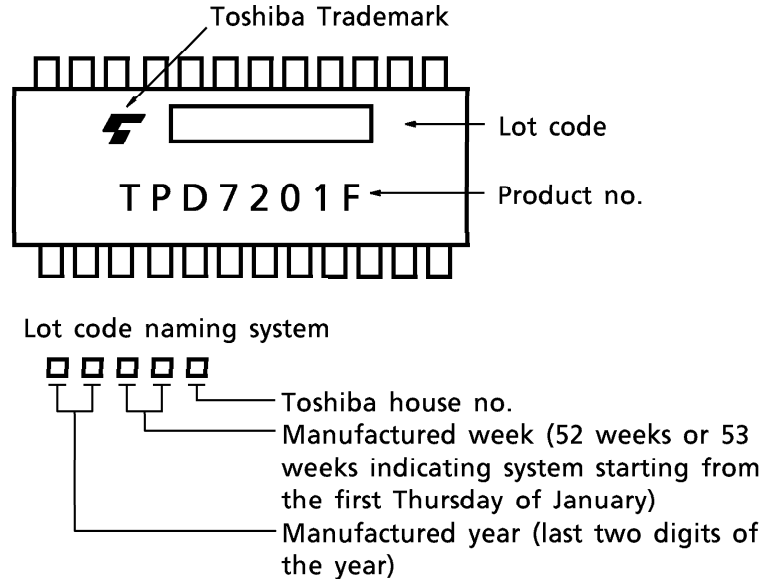 Toshiba Trademark
Lot code
TPD7201F
Product no.
Lot code naming system
Toshiba house no.
Manufactured week (52 weeks or 53
weeks indicating system starting from
the first Thursday of January)
Manufactured year (last two digits of
the year)